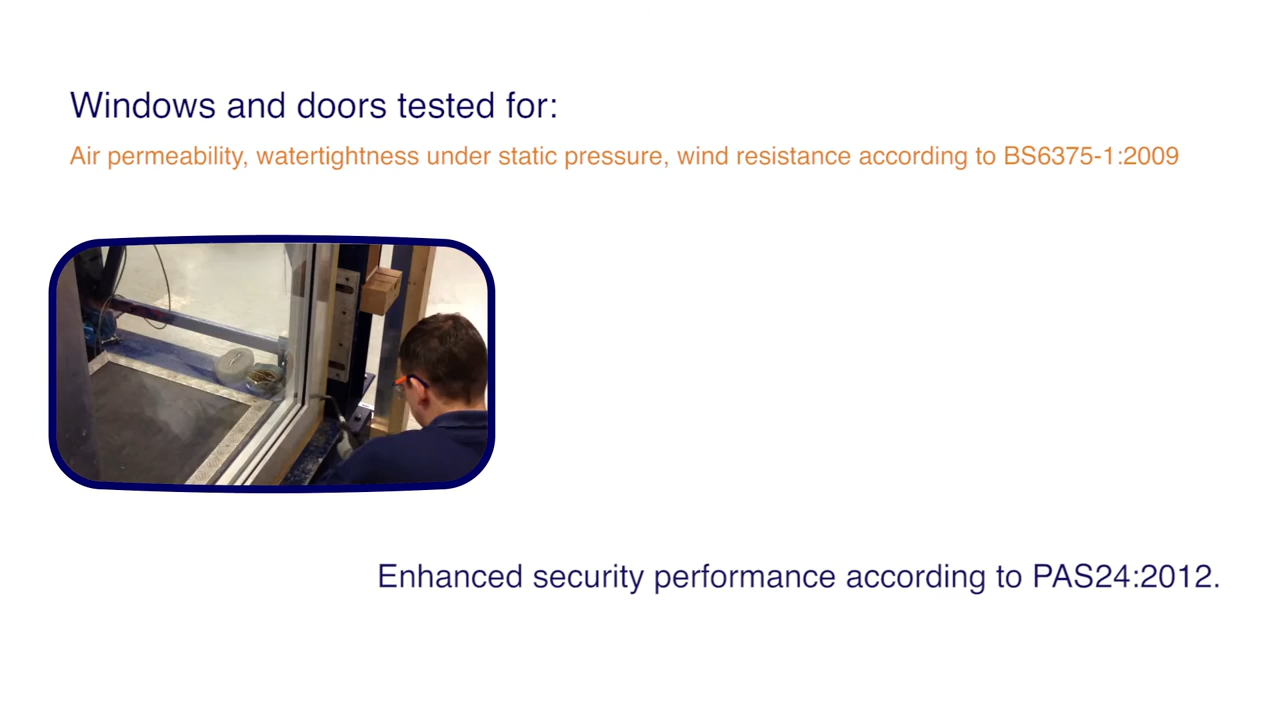 Windows and doors tested for:
Air permeability, watertightness under static pressure, wind resistance according to BS6375-1:2009
Enhanced security performance according to PAS24:2012.